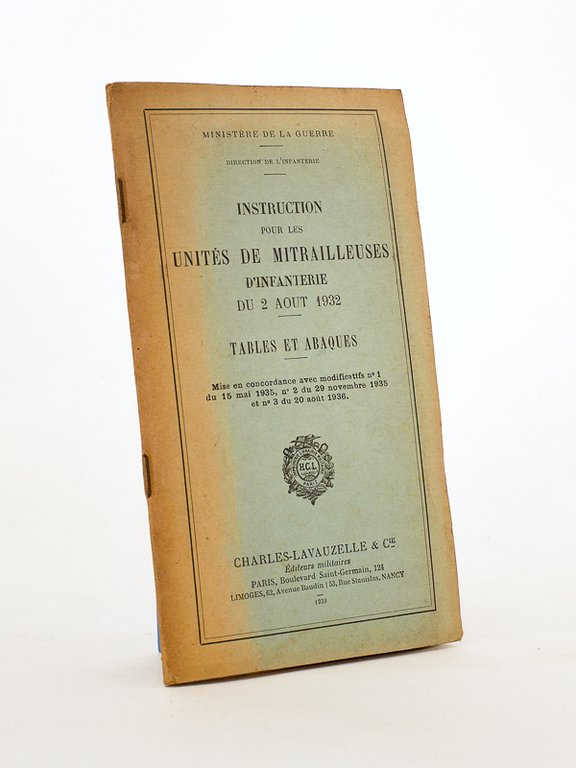 MINISTÈRE DE LA GUERRE
DIRECTION DE L'INFANTERIE
INSTRUCTION
POUR LES
UNITÉS DE MITRAILLEUSES
D'INFANTERIE
DU 2 AOUT 1932
TABLES ET ABAQUES
Mise en concordance avec modificatifs nº 1
du 15 mai 1935, nº 2 du 29 novembre 1935
et nº 3 du 20 août 1936.
H.C.L
PARIS
CHARLES-LAVAUZELLE & CIE
Éditeurs militaires
PARIS, Boulevard Saint-Germain, 124
LIMOGES, 62, Avenue Baudin | 53, Rue Stanislas, NANCY